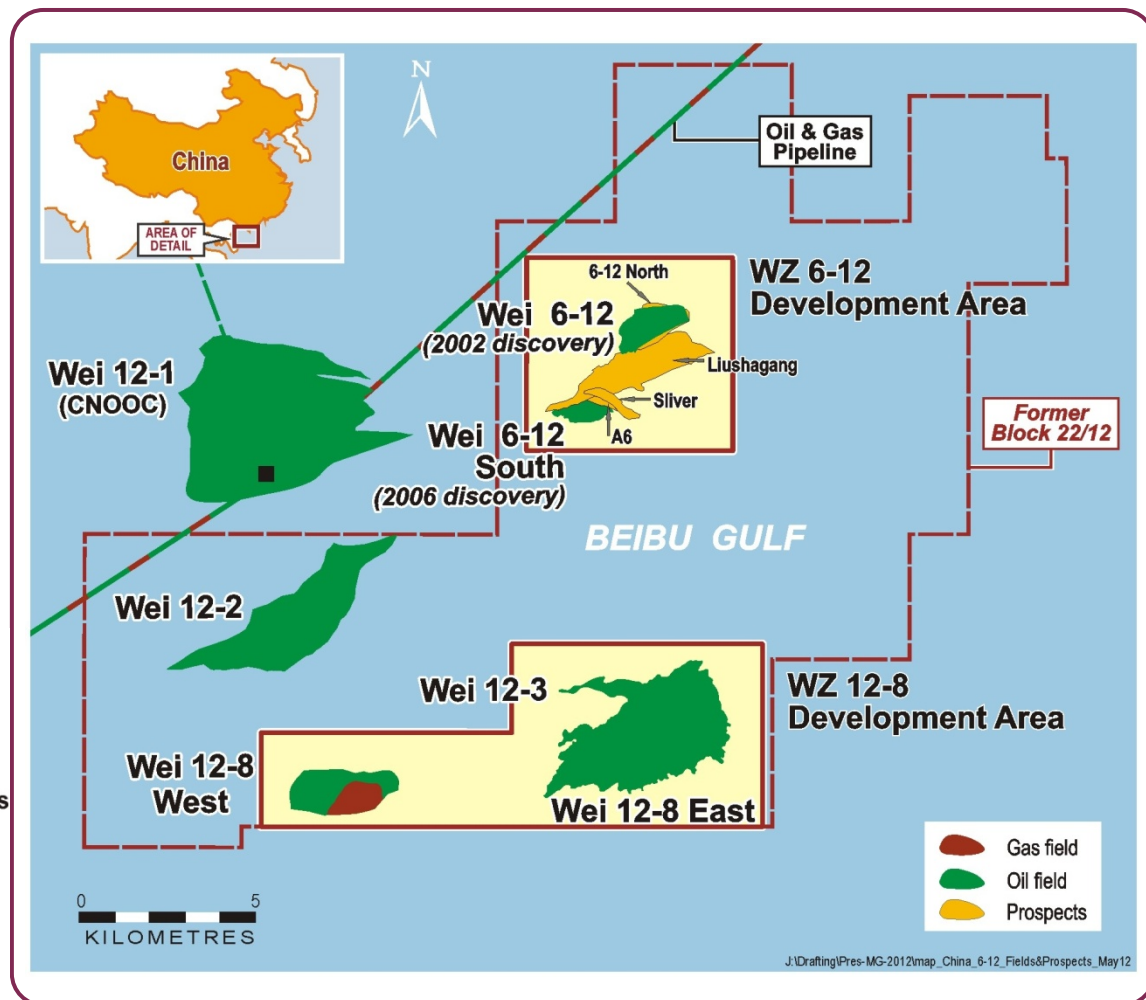 N
China
AREA OF
DETAIL
Oil & Gas
Pipeline
WZ 6-12
Development Area
6-12 North
Wei 6-12
(2002 discovery)
Liushagang
Sliver
A6
Wei 12-1
(CNOOC)
Wei 6-12
South
(2006 discovery)
Former
Block 22/12
BEIBU GULF
Wei 12-2
Wei 12-3
WZ 12-8
Development Area
Wei 12-8
West
Wei 12-8 East
s
Gas field
Oil field
Prospects
0 5
KILOMETRES
J:\Drafting\Pres-MG-2012\map_China_6-12_Fields&Prospects_May12